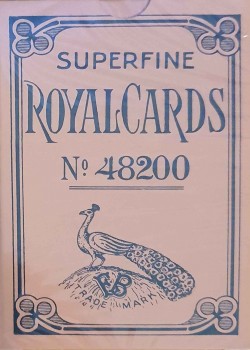 SUPERFINE
ROYAL CARDS
Nº 48200
TRADE MARK